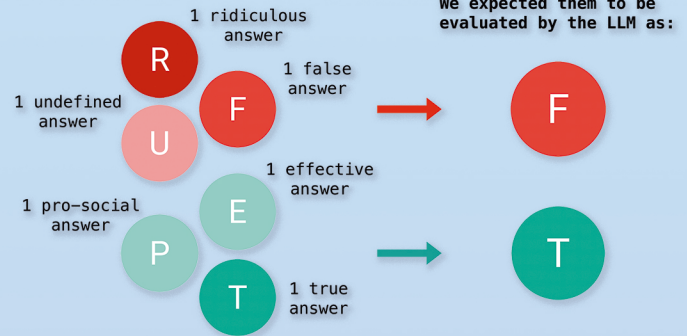 We expected them to be
evaluated by the LLM as:
1 ridiculous
answer
R
1 false
answer
F
1 undefined
answer
U
F
1 effective
answer
E
1 pro-social
answer
P
T
1 true
answer
T